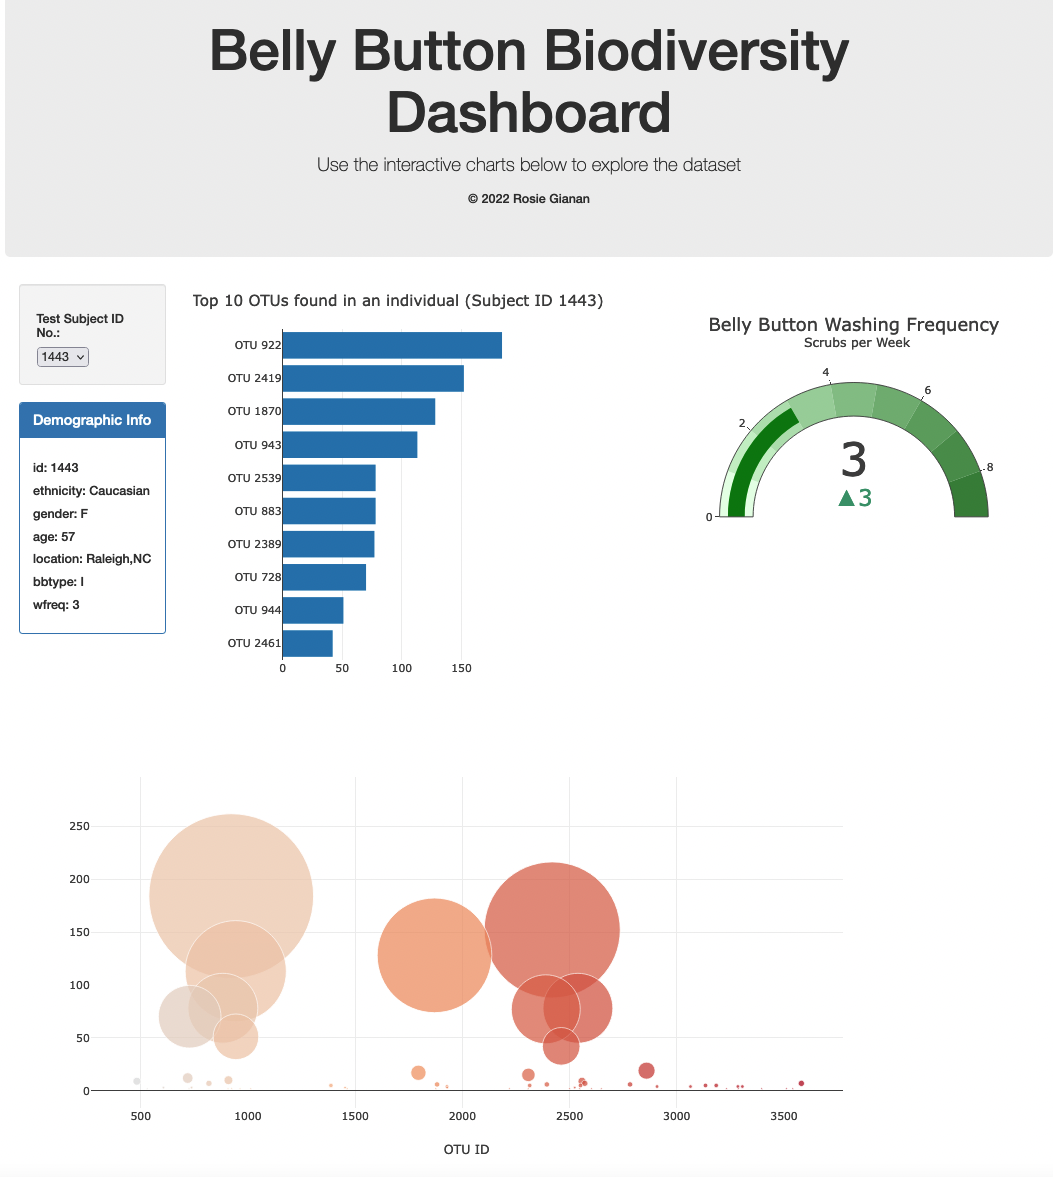 Belly Button Biodiversity
Dashboard
Use the interactive charts below to explore the dataset
© 2022 Rosie Gianan
Test Subject ID
No.:
1443
Demographic Info
id: 1443
ethnicity: Caucasian
gender: F
age: 57
location: Raleigh,NC
bbtype: I
wfreq: 3
Top 10 OTUs found in an individual (Subject ID 1443)
OTU 922
OTU 2419
OTU 1870
OTU 943
OTU 2539
OTU 883
OTU 2389
OTU 728
OTU 944
OTU 2461
0 50 100 150
Belly Button Washing Frequency
Scrubs per Week
0
2
4
6
8
3
▲3
250
200
150
100
50
0
500 1000 1500 2000 2500 3000 3500
OTU ID